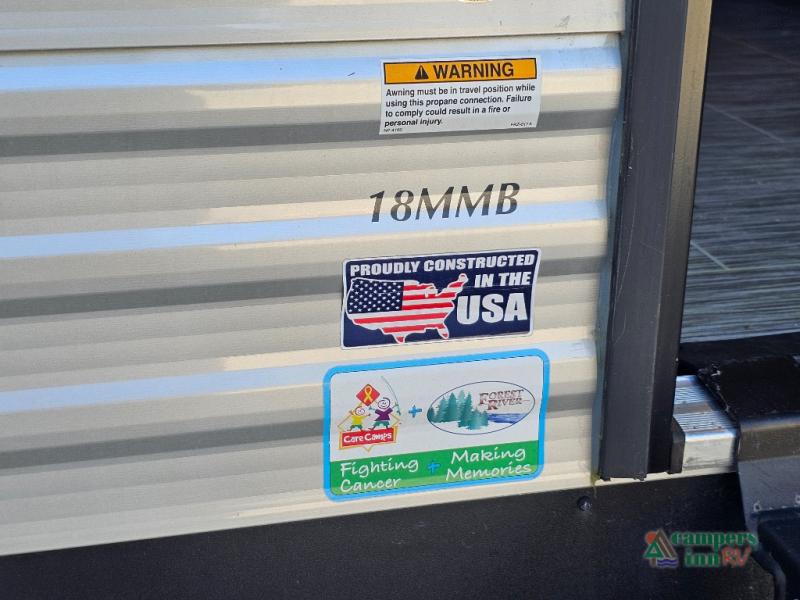 WARNING
Awning must be in travel position while
using this propane connection. Failure
to comply could result in a fire or
personal injury.
18MMB
PROUDLY CONSTRUCTED
IN THE
USA
Care Camps
+
FOREST
RIVER
Fighting + Making
Cancer Memories
campers
inn RV